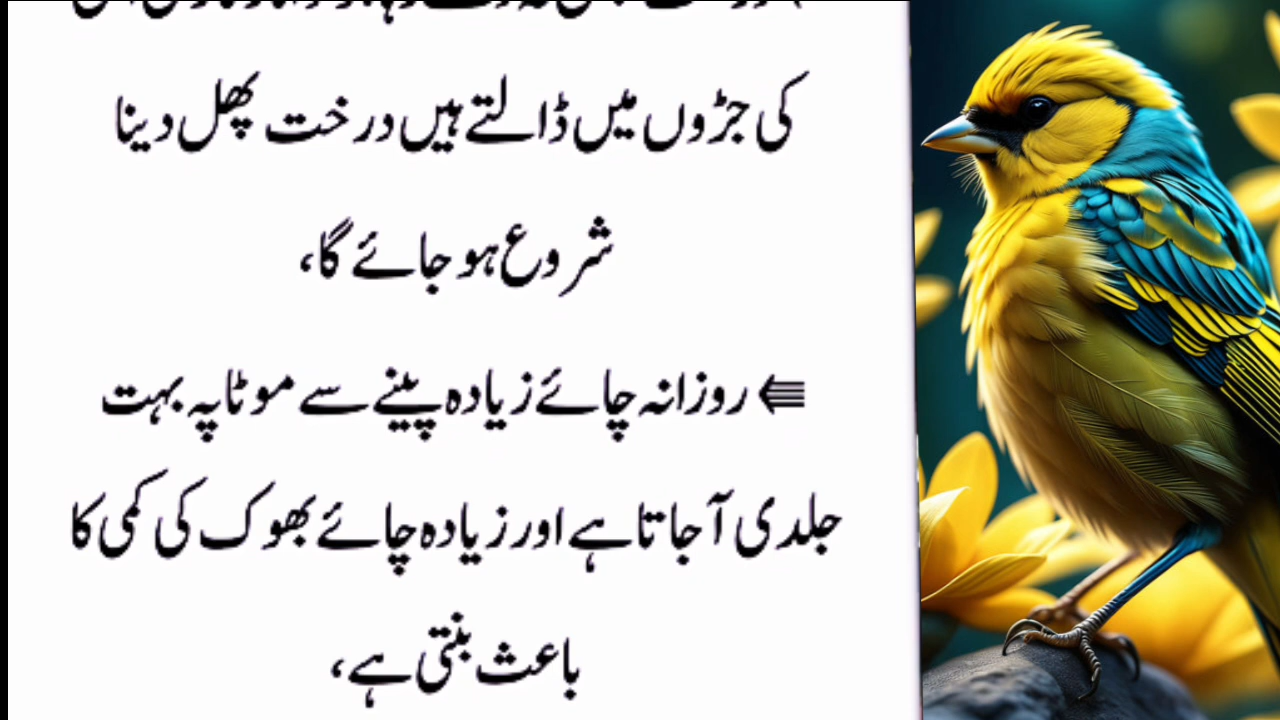 کی جڑوں میں ڈالتے ہیں درخت پھل دینا
شروع ہو جائے گا،
⇚ روزانہ چائے زیادہ پینے سے موٹاپہ بہت
جلدی آ جاتا ہے اور زیادہ چائے بھوک کی کمی کا
باعث بنتی ہے،